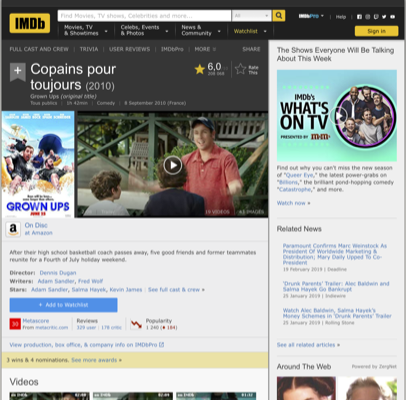 IMDb
Find Movies, TV shows, Celebrities and more...
All
IMDbPro
Help
Movies, TV & Showtimes
Celebs, Events & Photos
News & Community
Watchlist
Sign in
FULL CAST AND CREW | TRIVIA | USER REVIEWS | IMDbPro | MORE
SHARE
Copains pour toujours (2010)
Grown Ups (original title)
6,0
Rate This
Tous publics | 1h 42min | Comedy | 8 September 2010 (France)
GROWN UPS
JUNE 25
19 VIDEOS
83 IMAGES
On Disc
at Amazon
After their high school basketball coach passes away, five good friends and former teammates
reunite for a Fourth of July holiday weekend.
Director: Dennis Dugan
Writers: Adam Sandler, Fred Wolf
Stars: Adam Sandler, Salma Hayek, Kevin James | See full cast & crew »
+ Add to Watchlist
30
Metascore
From metacritic.com
Reviews
329 user | 178 critic
Popularity
1 240 ( 184)
View production, box office, & company info on IMDbPro
3 wins & 4 nominations. See more awards »
Videos
The Shows Everyone Will Be Talking
About This Week
IMDb's
WHAT'S
ON TV
PRESENTED BY
Find out why you can't miss the new season
of "Queer Eye," the latest power-grabs on
"Billions," the brilliant pond-hopping comedy
"Catastrophe," and more.
Watch now »
Related News
Paramount Confirms Marc Weinstock As
President Of Worldwide Marketing &
Distribution; Mary Daily Upped To Co-
President
19 February 2019 | Deadline
'Drunk Parents' Trailer: Alec Baldwin and
Salma Hayek Go Bankrupt
25 January 2019 | Indiewire
Watch Alec Baldwin, Salma Hayek's
Money Schemes in 'Drunk Parents' Trailer
25 January 2019 | Rolling Stone
See all related articles »
Around The Web
Powered by ZergNet